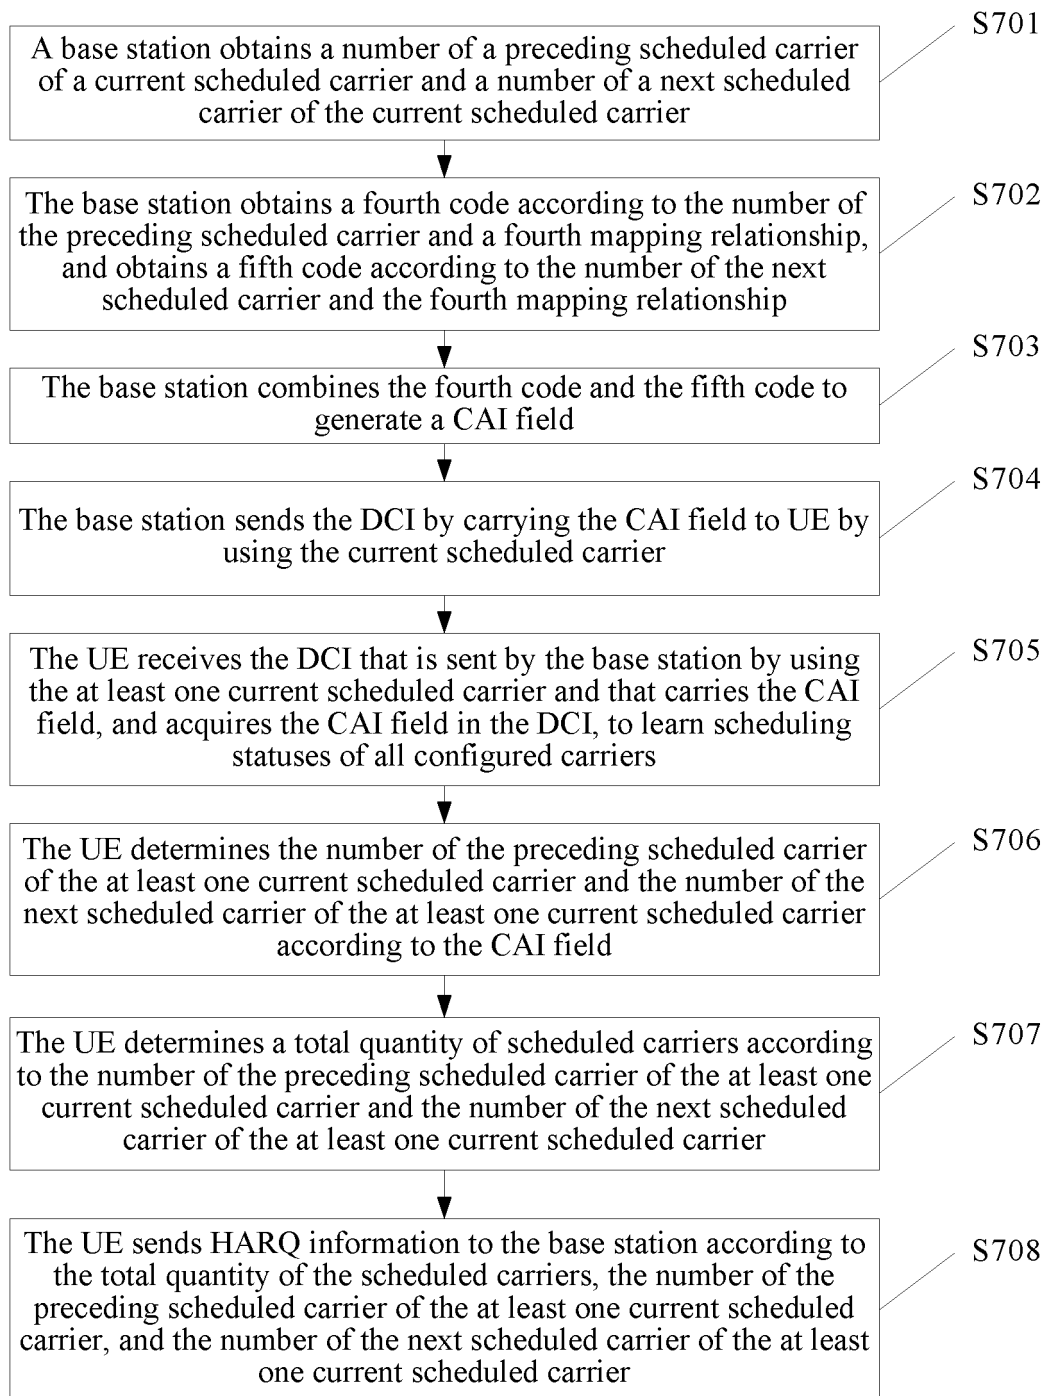 S701
A base station obtains a number of a preceding scheduled carrier
of a current scheduled carrier and a number of a next scheduled
carrier of the current scheduled carrier
S702
The base station obtains a fourth code according to the number of
the preceding scheduled carrier and a fourth mapping relationship,
and obtains a fifth code according to the number of the next
scheduled carrier and the fourth mapping relationship
S703
The base station combines the fourth code and the fifth code to
generate a CAI field
S704
The base station sends the DCI by carrying the CAI field to UE by
using the current scheduled carrier
S705
The UE receives the DCI that is sent by the base station by using
the at least one current scheduled carrier and that carries the CAI
field, and acquires the CAI field in the DCI, to learn scheduling
statuses of all configured carriers
S706
The UE determines the number of the preceding scheduled carrier
of the at least one current scheduled carrier and the number of the
next scheduled carrier of the at least one current scheduled carrier
according to the CAI field
S707
The UE determines a total quantity of scheduled carriers according
to the number of the preceding scheduled carrier of the at least one
current scheduled carrier and the number of the next scheduled
carrier of the at least one current scheduled carrier
S708
The UE sends HARQ information to the base station according to
the total quantity of the scheduled carriers, the number of the
preceding scheduled carrier of the at least one current scheduled
carrier, and the number of the next scheduled carrier of the at least
one current scheduled carrier